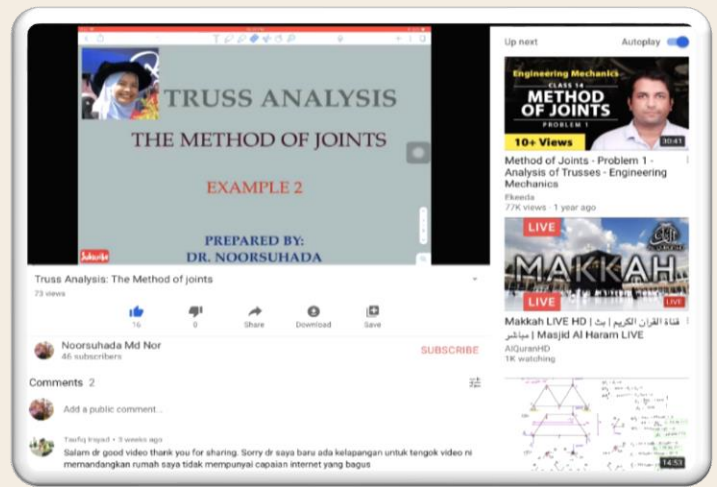 TRUSS ANALYSIS
THE METHOD OF JOINTS
EXAMPLE 2
PREPARED BY:
DR. NOORSUHADA
Subscribe
Truss Analysis: The Method of joints
73 views
16
0
Share
Download
Save
Noorsuhada Md Nor
46 subscribers
SUBSCRIBE
Comments 2
Add a public comment...
Taufiq Irsyad • 3 weeks ago
Salam dr good video thank you for sharing. Sorry dr saya baru ada kelapangan untuk tengok video ni
memandangkan rumah saya tidak mempunyai capaian internet yang bagus
Up next
Autoplay
Engineering Mechanics
CLASS 14
METHOD
OF JOINTS
PROBLEM 1
10+ Views
30:41
Method of Joints - Problem 1 -
Analysis of Trusses - Engineering
Mechanics
Ekeeda
77K views · 1 year ago
LIVE
MAKKAH
LIVE
LIVE
Makkah LIVE HD | قناة القران الكريم | بث
مباشر | Masjid Al Haram LIVE
AlQuranHD
1K watching
14:53